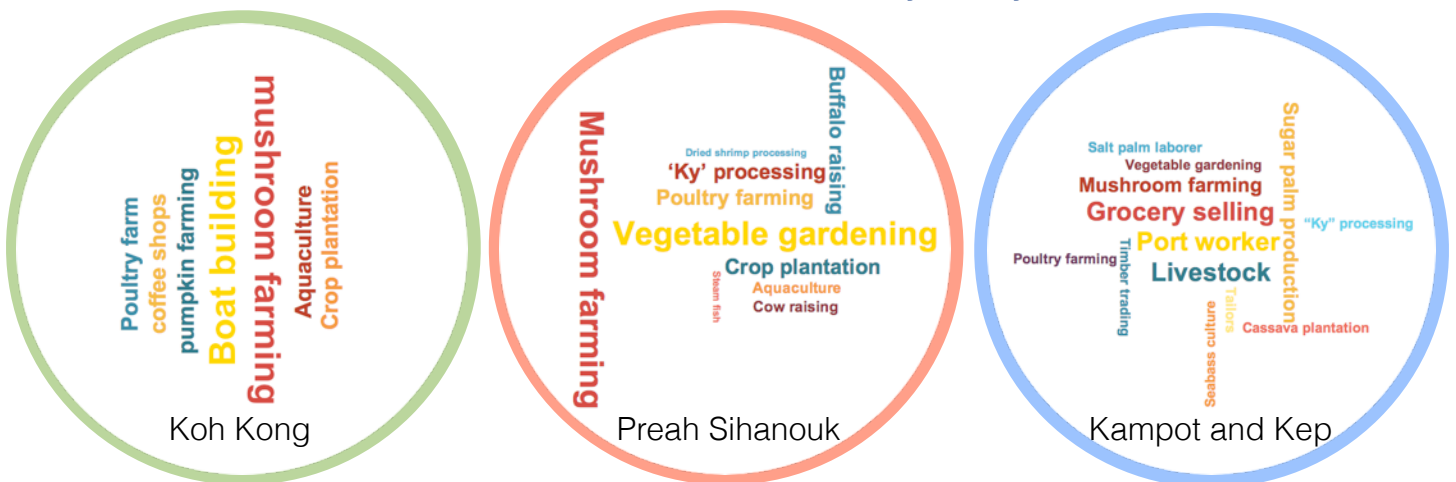 Poultry farm
coffee shops
pumpkin farming
Boat building
mushroom farming
Aquaculture
Crop plantation
Koh Kong
Mushroom farming
Buffalo raising
Dried shrimp processing
‘Ky’ processing
Poultry farming
Vegetable gardening
Crop plantation
Steam fish
Aquaculture
Cow raising
Preah Sihanouk
Sugar palm production
Salt palm laborer
Vegetable gardening
Mushroom farming
Grocery selling
“Ky” processing
Port worker
Poultry farming
Timber trading
Livestock
Tailors
Seabass culture
Cassava plantation
Kampot and Kep